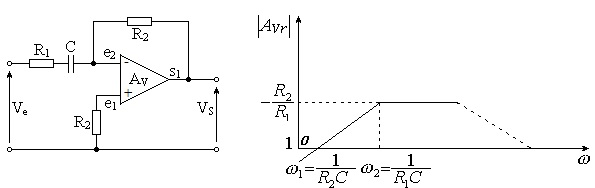 R₂
R₁
C
e₂
-
s₁
Av
+
e₁
Vₑ
R₂
V_S
|Avr|
R₂/R₁
1
0
ω
ω₁=1/R₂C
ω₂=1/R₁C